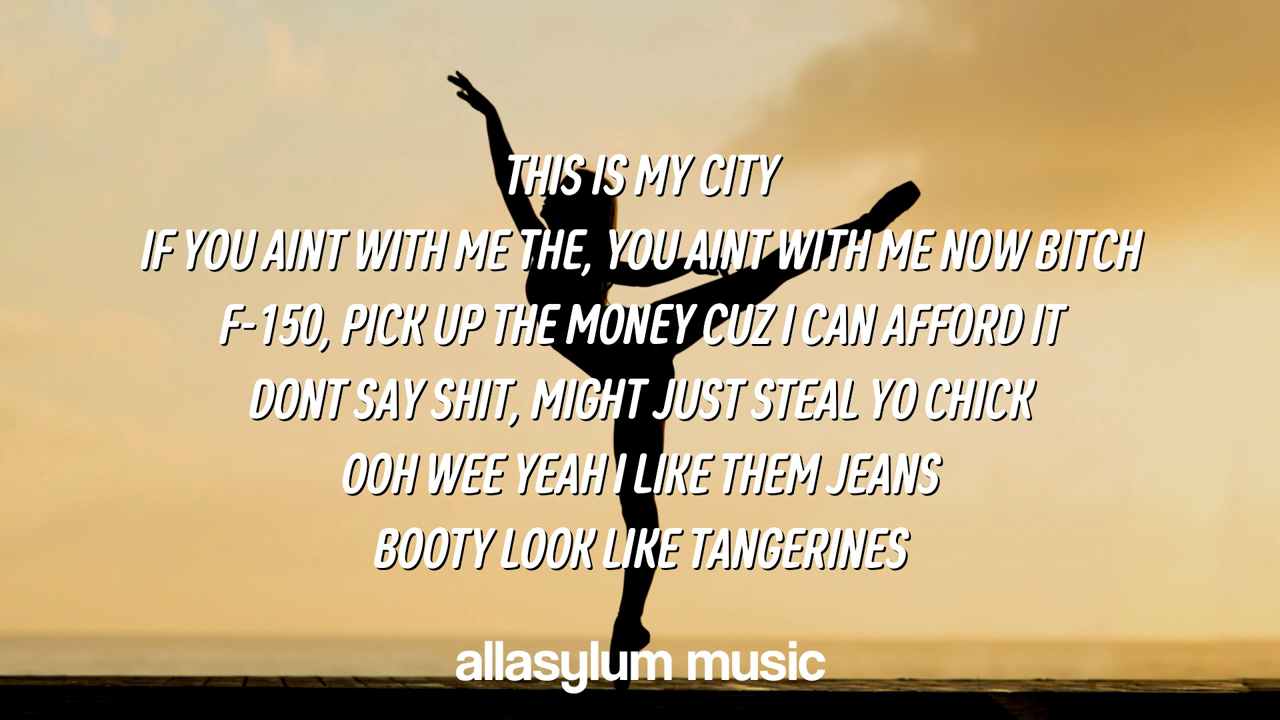 THIS IS MY CITY
IF YOU AINT WITH ME THE, YOU AINT WITH ME NOW BITCH
F-150, PICK UP THE MONEY CUZ I CAN AFFORD IT
DONT SAY SHIT, MIGHT JUST STEAL YO CHICK
OOH WEE YEAH I LIKE THEM JEANS
BOOTY LOOK LIKE TANGERINES
allasylum music